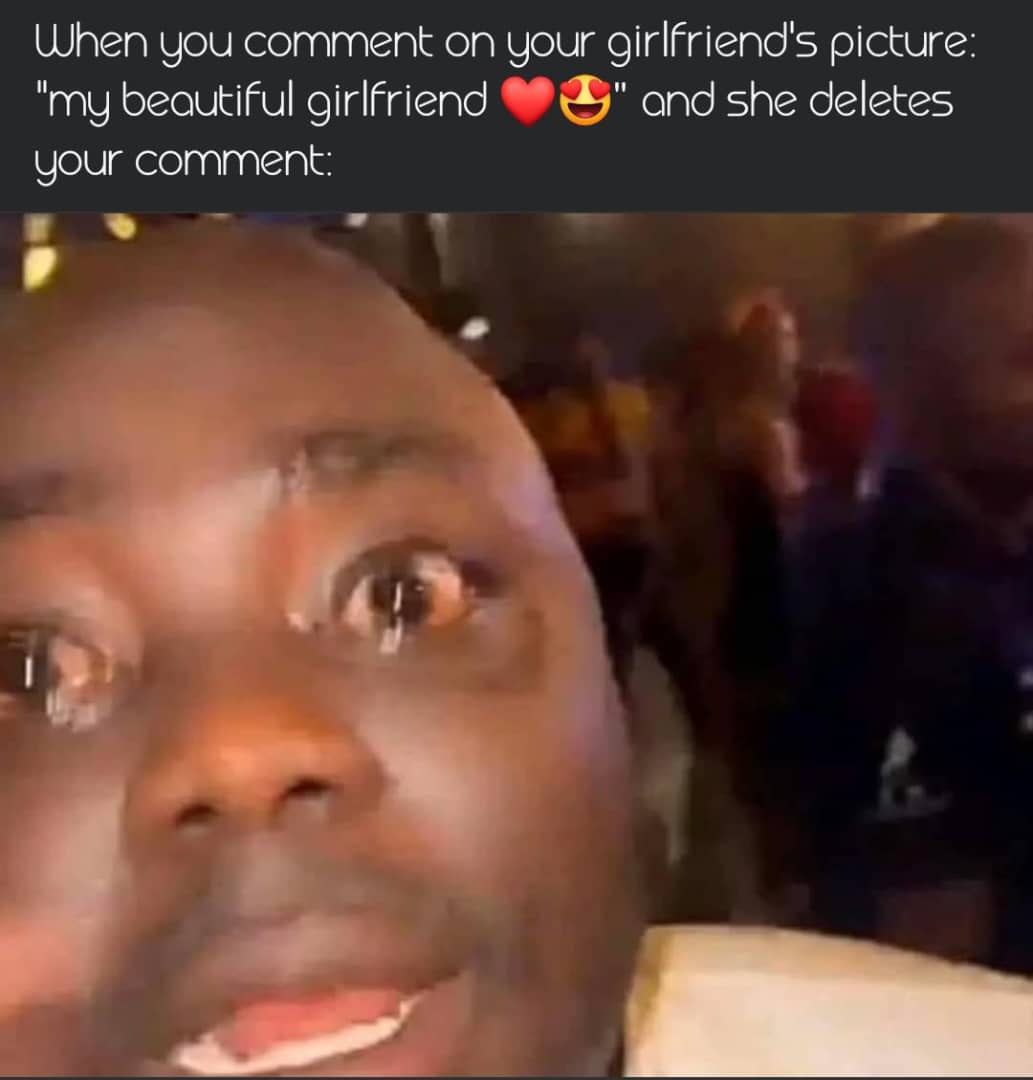 When you comment on your girlfriend's picture:
"my beautiful girlfriend ❤️😍" and she deletes
your comment: